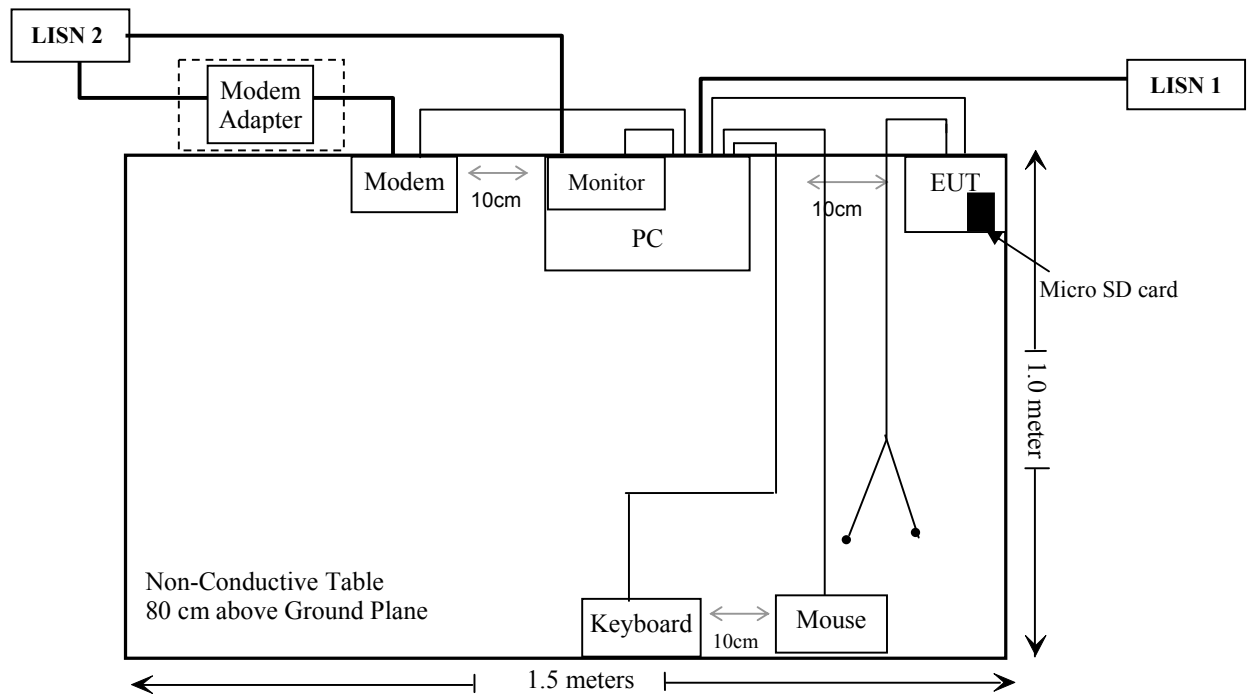 LISN 2
LISN 1
Modem
Adapter
Modem
10cm
Monitor
PC
10cm
EUT
Micro SD card
1.0 meter
Non-Conductive Table
80 cm above Ground Plane
Keyboard
10cm
Mouse
1.5 meters